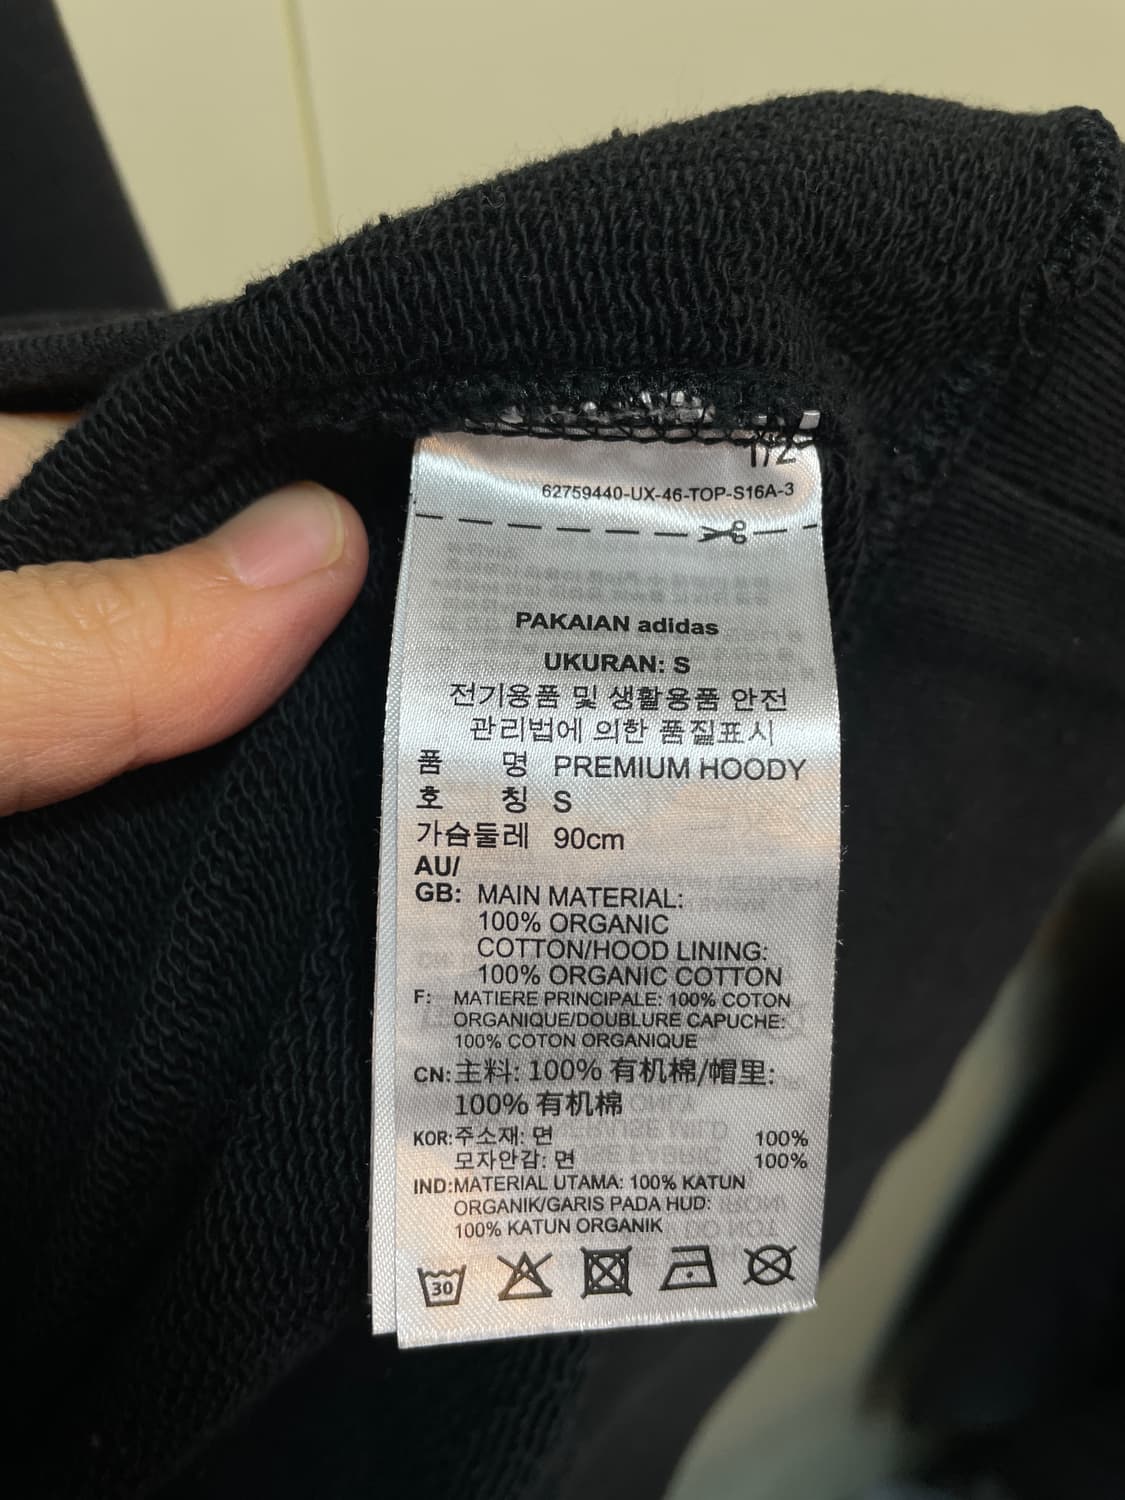 1/2
62759440-UX-46-TOP-S16A-3
PAKAIAN adidas
UKURAN: S
전기용품 및 생활용품 안전
관리법에 의한 품질표시
품 명 PREMIUM HOODY
호 칭 S
가슴둘레 90cm
AU/
GB: MAIN MATERIAL:
100% ORGANIC
COTTON/HOOD LINING:
100% ORGANIC COTTON
F: MATIERE PRINCIPALE: 100% COTON
ORGANIQUE/DOUBLURE CAPUCHE:
100% COTON ORGANIQUE
CN: 主料: 100% 有机棉/帽里:
100% 有机棉
KOR: 주소재: 면 100%
모자안감: 면 100%
IND: MATERIAL UTAMA: 100% KATUN
ORGANIK/GARIS PADA HUD:
100% KATUN ORGANIK
30